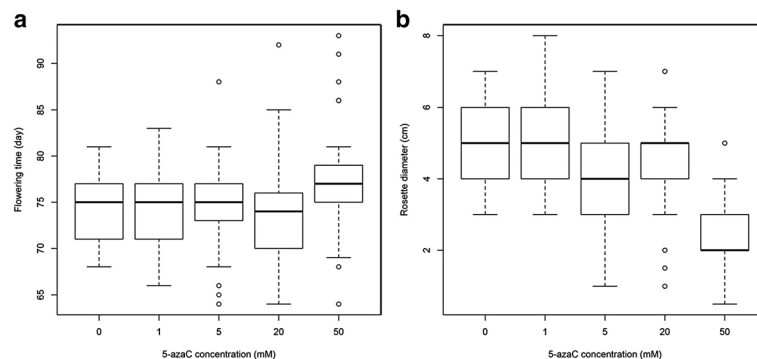 a
Flowering time (day)
90
85
80
75
70
65
0 1 5 20 50
5-azaC concentration (mM)
b
Rosette diameter (cm)
8
6
4
2
0 1 5 20 50
5-azaC concentration (mM)